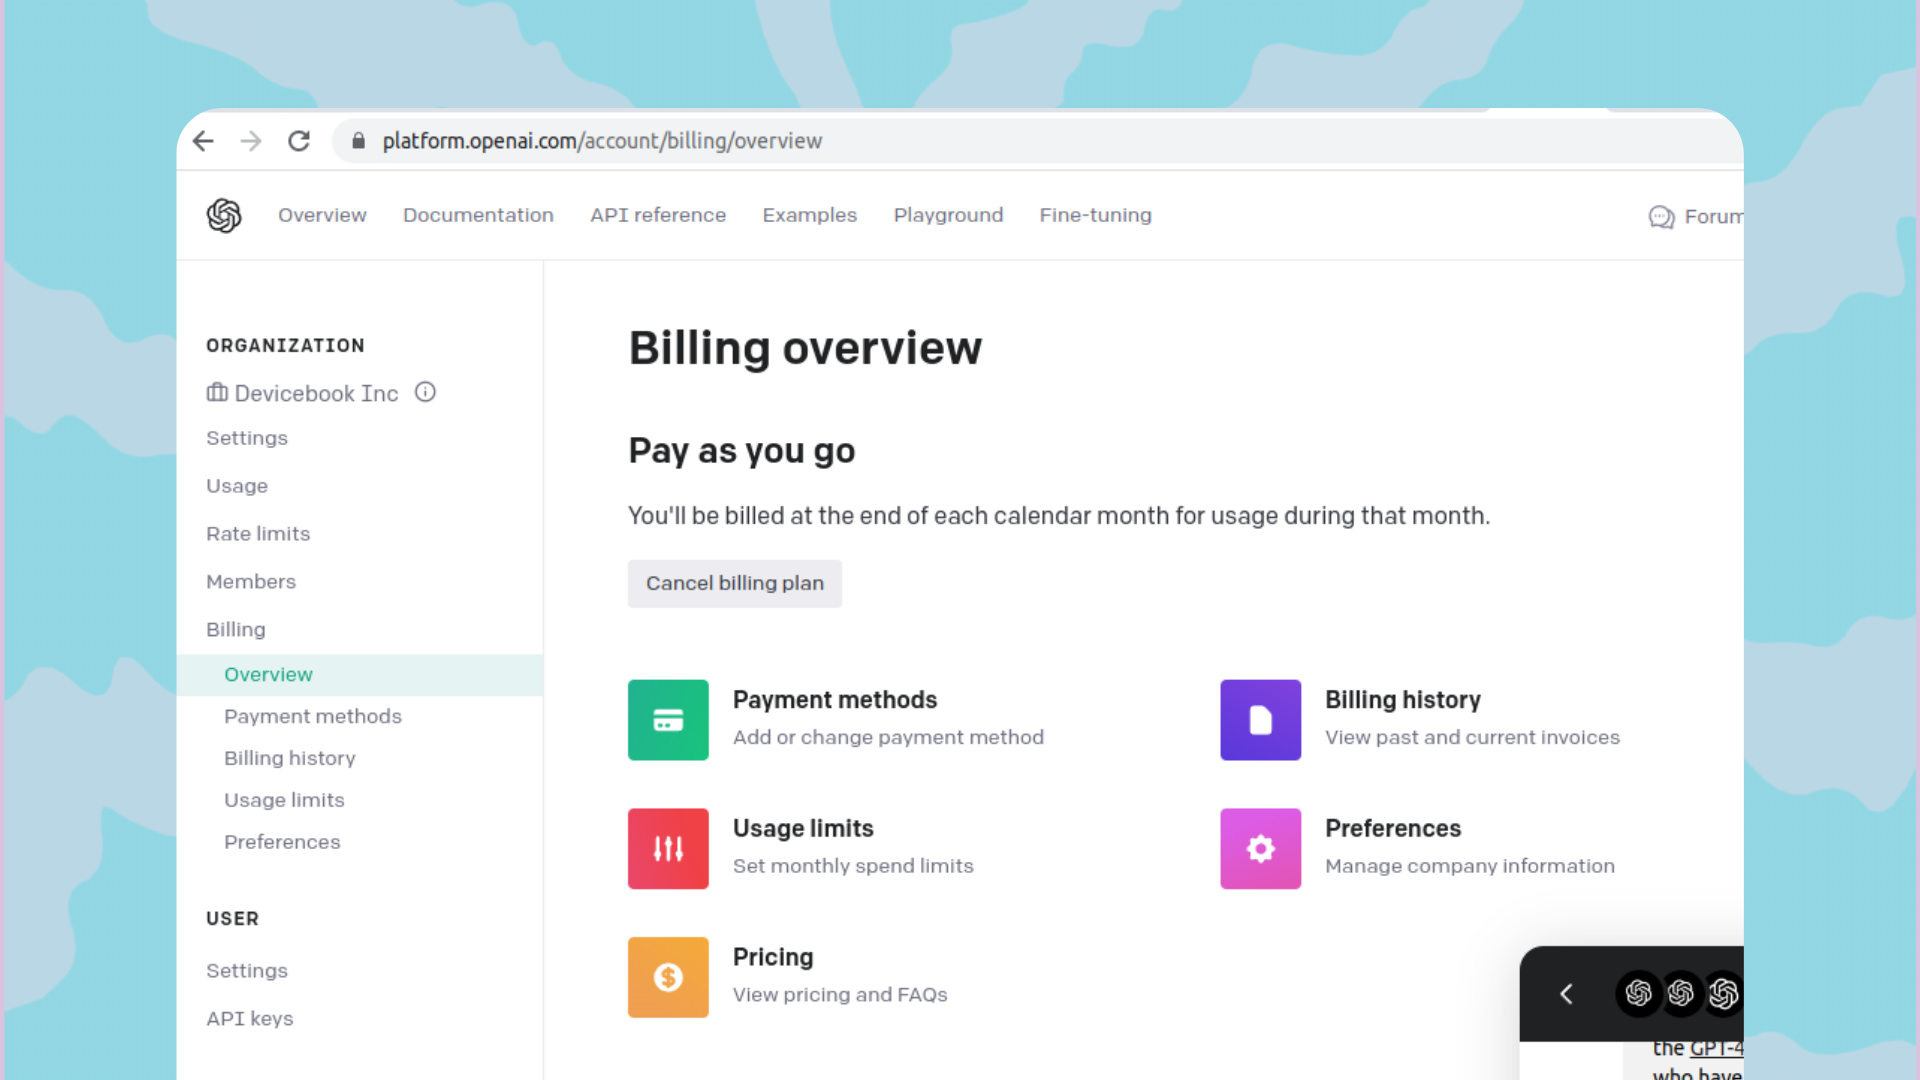 platform.openai.com/account/billing/overview
Overview Documentation API reference Examples Playground Fine-tuning Forum
ORGANIZATION
Devicebook Inc
Settings
Usage
Rate limits
Members
Billing
Overview
Payment methods
Billing history
Usage limits
Preferences
USER
Settings
API keys
Billing overview
Pay as you go
You'll be billed at the end of each calendar month for usage during that month.
Cancel billing plan
Payment methods
Add or change payment method
Billing history
View past and current invoices
Usage limits
Set monthly spend limits
Preferences
Manage company information
Pricing
View pricing and FAQs
the GPT-4
who have